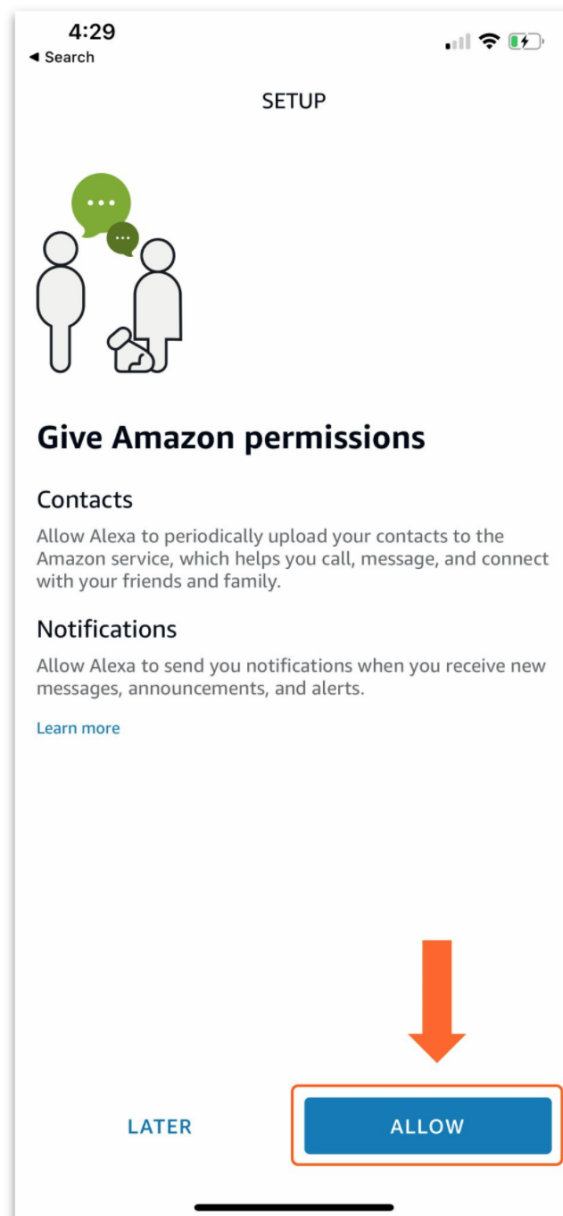 4:29
◀ Search
SETUP
Give Amazon permissions
Contacts
Allow Alexa to periodically upload your contacts to the
Amazon service, which helps you call, message, and connect
with your friends and family.
Notifications
Allow Alexa to send you notifications when you receive new
messages, announcements, and alerts.
Learn more
LATER
ALLOW